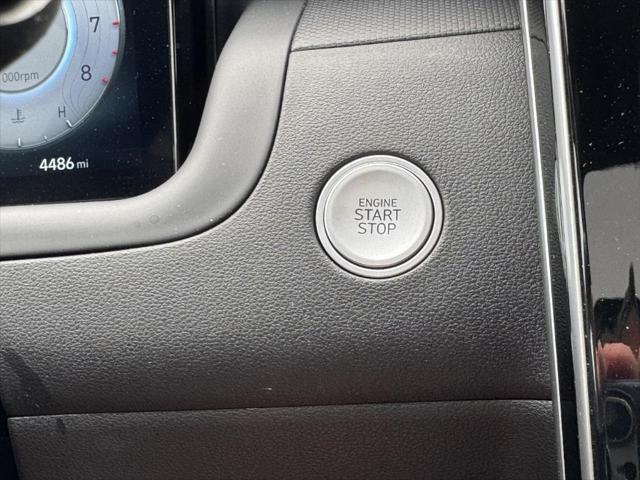 7
8
000rpm
H
4486 mi
ENGINE
START
STOP